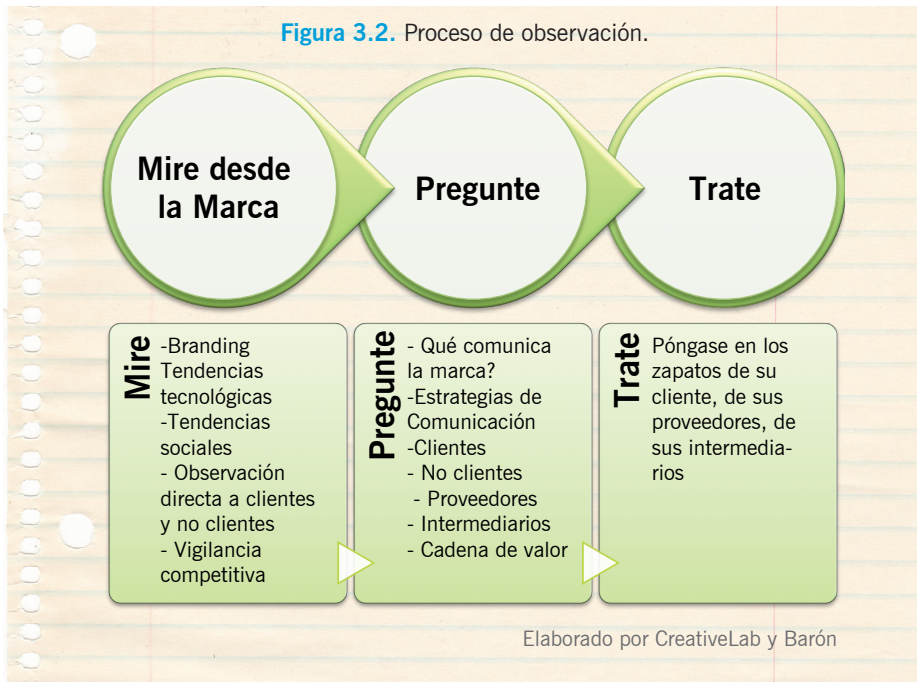 Figura 3.2. Proceso de observación.
Mire desde
la Marca
Pregunte
Trate
Mire
-Branding
Tendencias
tecnológicas
-Tendencias
sociales
- Observación
directa a clientes
y no clientes
- Vigilancia
competitiva
Pregunte
- Qué comunica
la marca?
-Estrategias de
Comunicación
-Clientes
- No clientes
- Proveedores
- Intermediarios
- Cadena de valor
Trate
Póngase en los
zapatos de su
cliente, de sus
proveedores, de
sus intermedia-
rios
Elaborado por CreativeLab y Barón